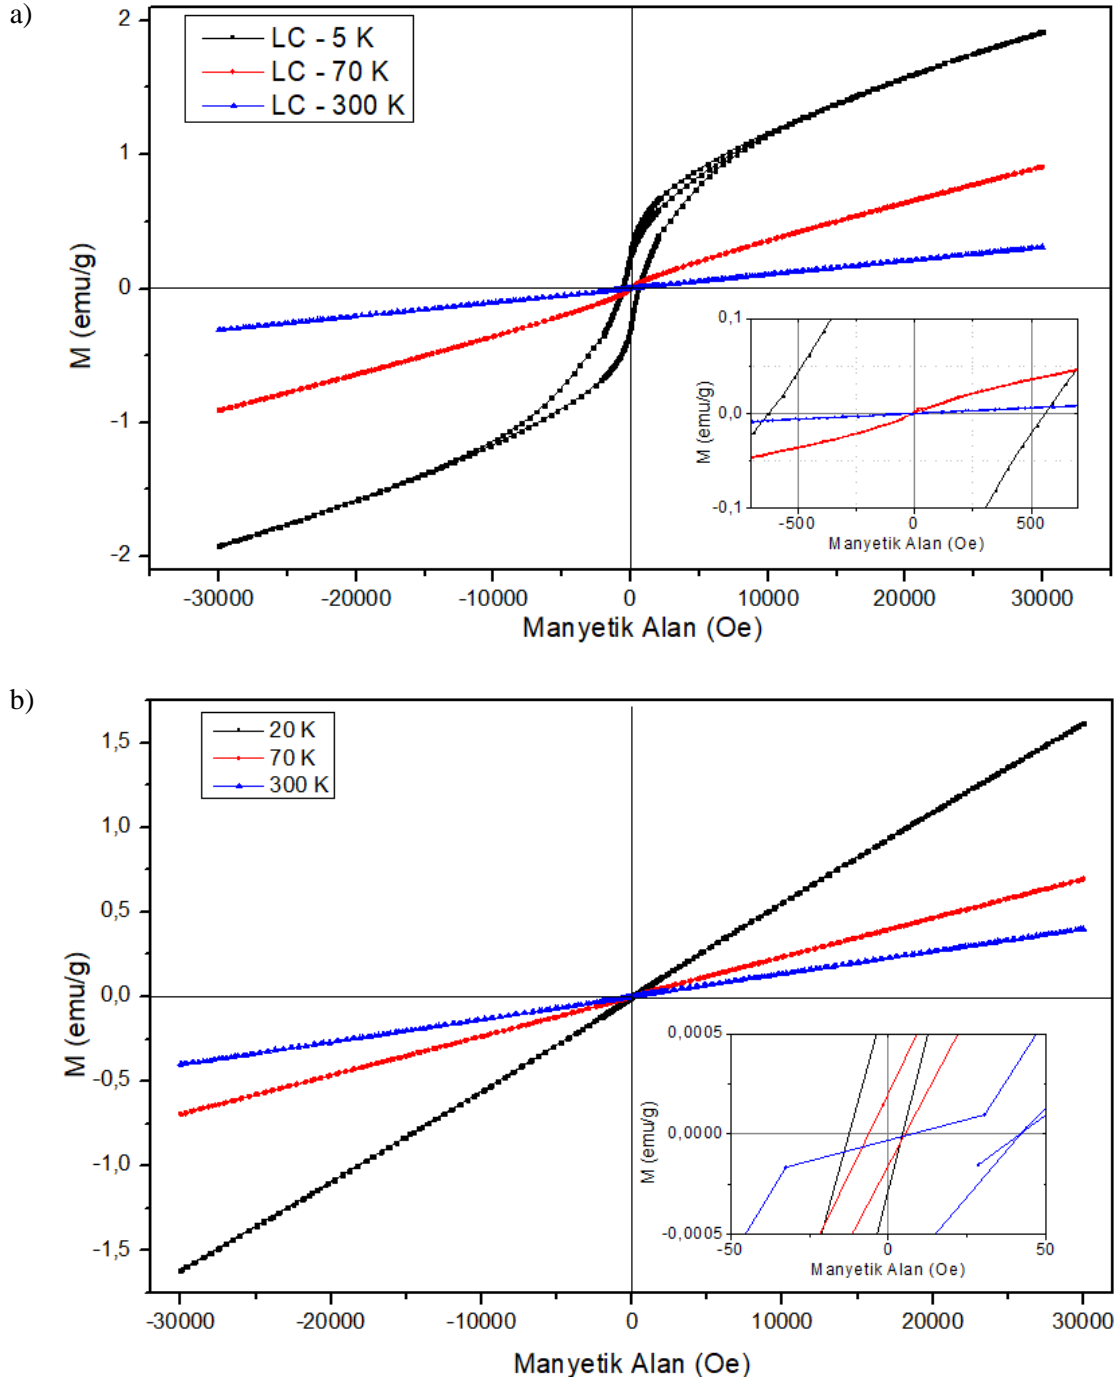 a)
LC - 5 K
LC - 70 K
LC - 300 K
M (emu/g)
2
1
0
-1
-2
-30000 -20000 -10000 0 10000 20000 30000
Manyetik Alan (Oe)
M (emu/g)
0,1
0,0
-0,1
-500 0 500
Manyetik Alan (Oe)
b)
20 K
70 K
300 K
M (emu/g)
1,5
1,0
0,5
0,0
-0,5
-1,0
-1,5
-30000 -20000 -10000 0 10000 20000 30000
Manyetik Alan (Oe)
M (emu/g)
0,0005
0,0000
-0,0005
-50 0 50
Manyetik Alan (Oe)